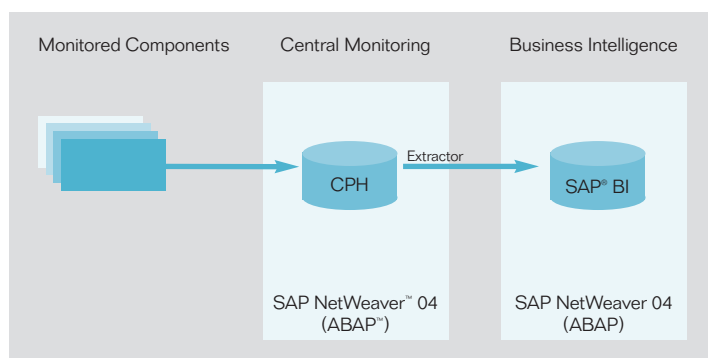 Monitored Components
Central Monitoring
Business Intelligence
Extractor
CPH
SAP® BI
SAP NetWeaver™ 04
(ABAP™)
SAP NetWeaver 04
(ABAP)